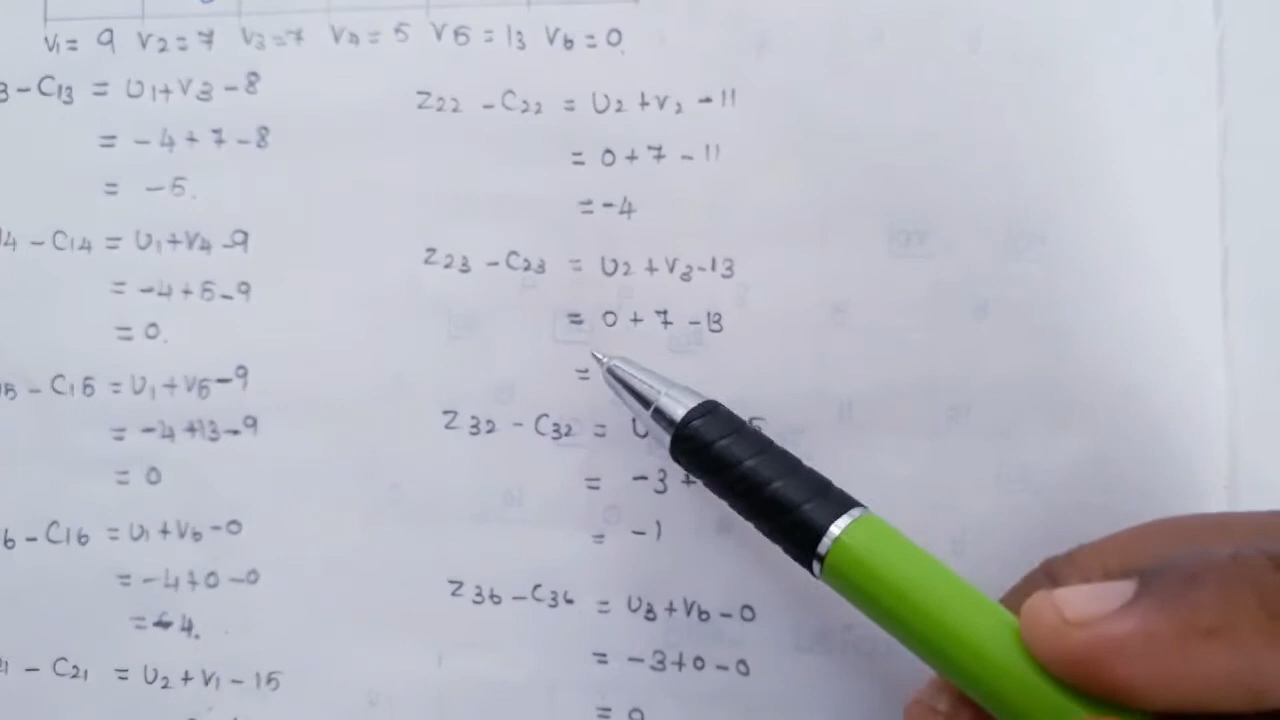 V1= 9 V2=7 V3=7 V4=5 V5=13 V6=0.
3-C13 = U1+V3-8
= -4+7-8
= -5.
4-C14 = U1+V4-9
= -4+5-9
= 0.
5-C15 = U1+V5-9
= -4+13-9
= 0
6-C16 = U1+V6-0
= -4+0-0
= -4.
1-C21 = U2+V1-15
Z22-C22 = U2+V2-11
= 0+7-11
= -4
Z23-C23 = U2+V3-13
= 0+7-13
=
Z32-C32 = U 5
= -3+
= -1
Z36-C36 = U3+V6-0
= -3+0-0
=